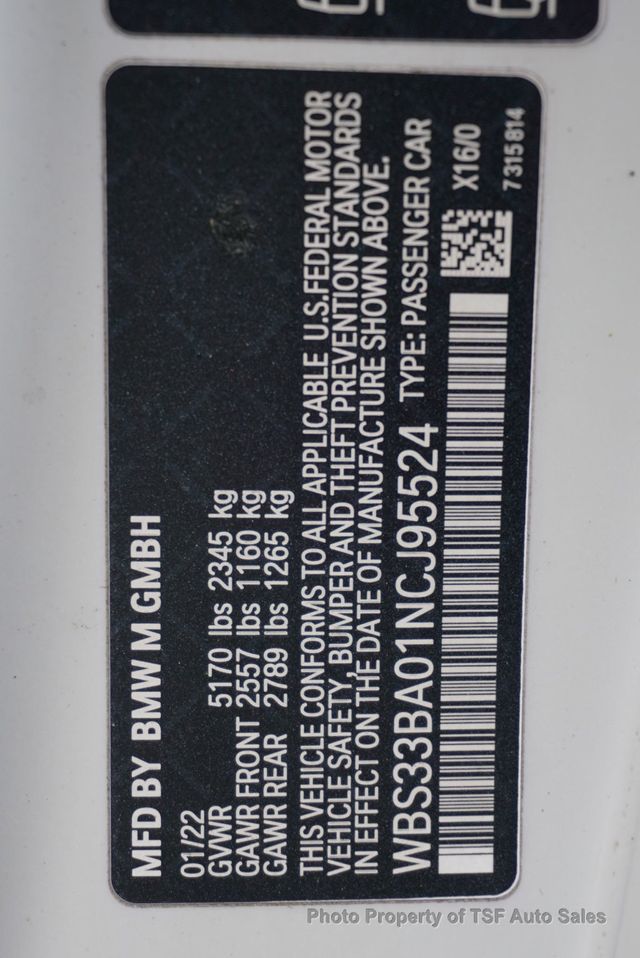 MFD BY BMW M GMBH
01/22
GVWR 5170 lbs 2345 kg
GAWR FRONT 2557 lbs 1160 kg
GAWR REAR 2789 lbs 1265 kg
THIS VEHICLE CONFORMS TO ALL APPLICABLE U.S.FEDERAL MOTOR
VEHICLE SAFETY, BUMPER AND THEFT PREVENTION STANDARDS
IN EFFECT ON THE DATE OF MANUFACTURE SHOWN ABOVE.
WBS33BA01NCJ95524 TYPE: PASSENGER CAR
X16/0
7315814
Photo Property of TSF Auto Sales